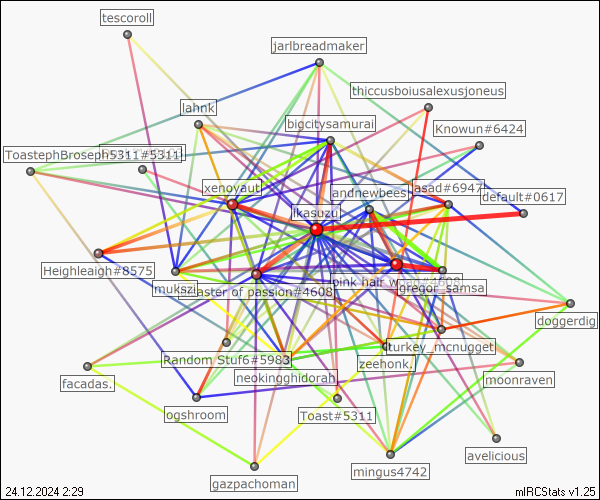 tescoroll
jarlbreadmaker
thiccusboiusalexusjoneus
lahnk
bigcitysamurai
Knowun#6424
ToastephBroseph5311#5311
xenoyaut
andnewbees
asad#6947
default#0617
lkasuzu
Heighleaigh#8575
mukszi
master of passion#4608
pink hair
gregor_samsa
doggerdig
turkey_mcnugget
Random Stuf6#5983
zeehonk.
neokingghidorah
moonraven
facadas.
ogshroom
Toast#5311
avelicious
mingus4742
gazpachoman
24.12.2024 2:29
mIRCStats v1.25